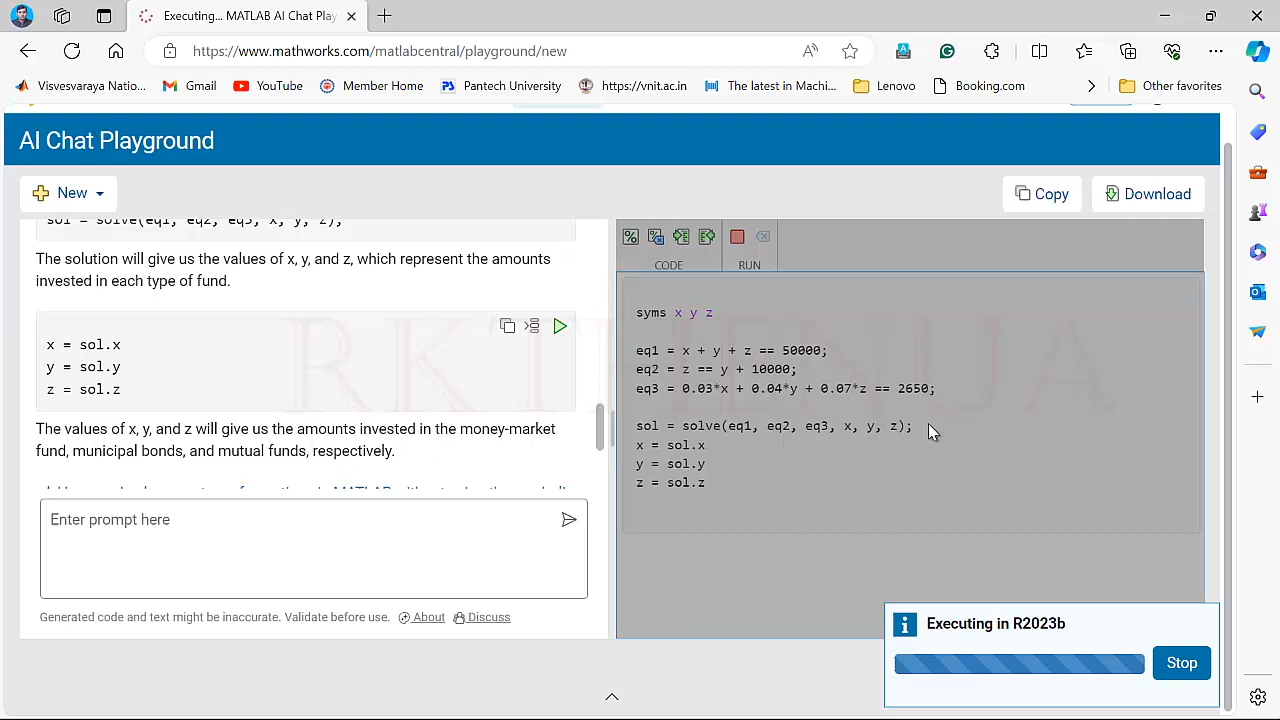 Executing... MATLAB AI Chat Play
https://www.mathworks.com/matlabcentral/playground/new
Visvesvaraya Natio...
Gmail
YouTube
Member Home
Pantech University
https://vnit.ac.in
The latest in Machi...
Lenovo
Booking.com
Other favorites
AI Chat Playground
New
Copy
Download
sol = solve(eq1, eq2, eq3, x, y, z);
The solution will give us the values of x, y, and z, which represent the amounts
invested in each type of fund.
x = sol.x
y = sol.y
z = sol.z
The values of x, y, and z will give us the amounts invested in the money-market
fund, municipal bonds, and mutual funds, respectively.
Enter prompt here
Generated code and text might be inaccurate. Validate before use.
About
Discuss
CODE
RUN
syms x y z
eq1 = x + y + z == 50000;
eq2 = z == y + 10000;
eq3 = 0.03*x + 0.04*y + 0.07*z == 2650;
sol = solve(eq1, eq2, eq3, x, y, z);
x = sol.x
y = sol.y
z = sol.z
Executing in R2023b
Stop